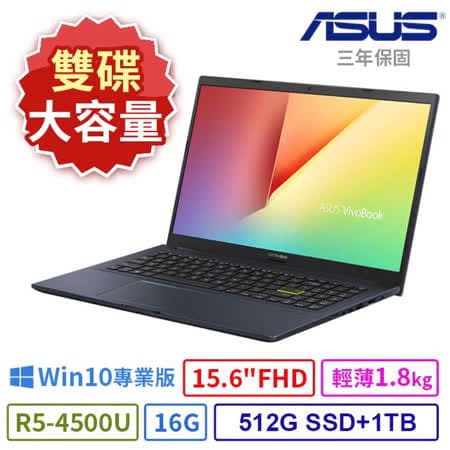 ASUS
三年保固
雙碟
大容量
ASUS VivoBook
Win10專業版
15.6"FHD
輕薄1.8kg
R5-4500U
16G
512G SSD+1TB